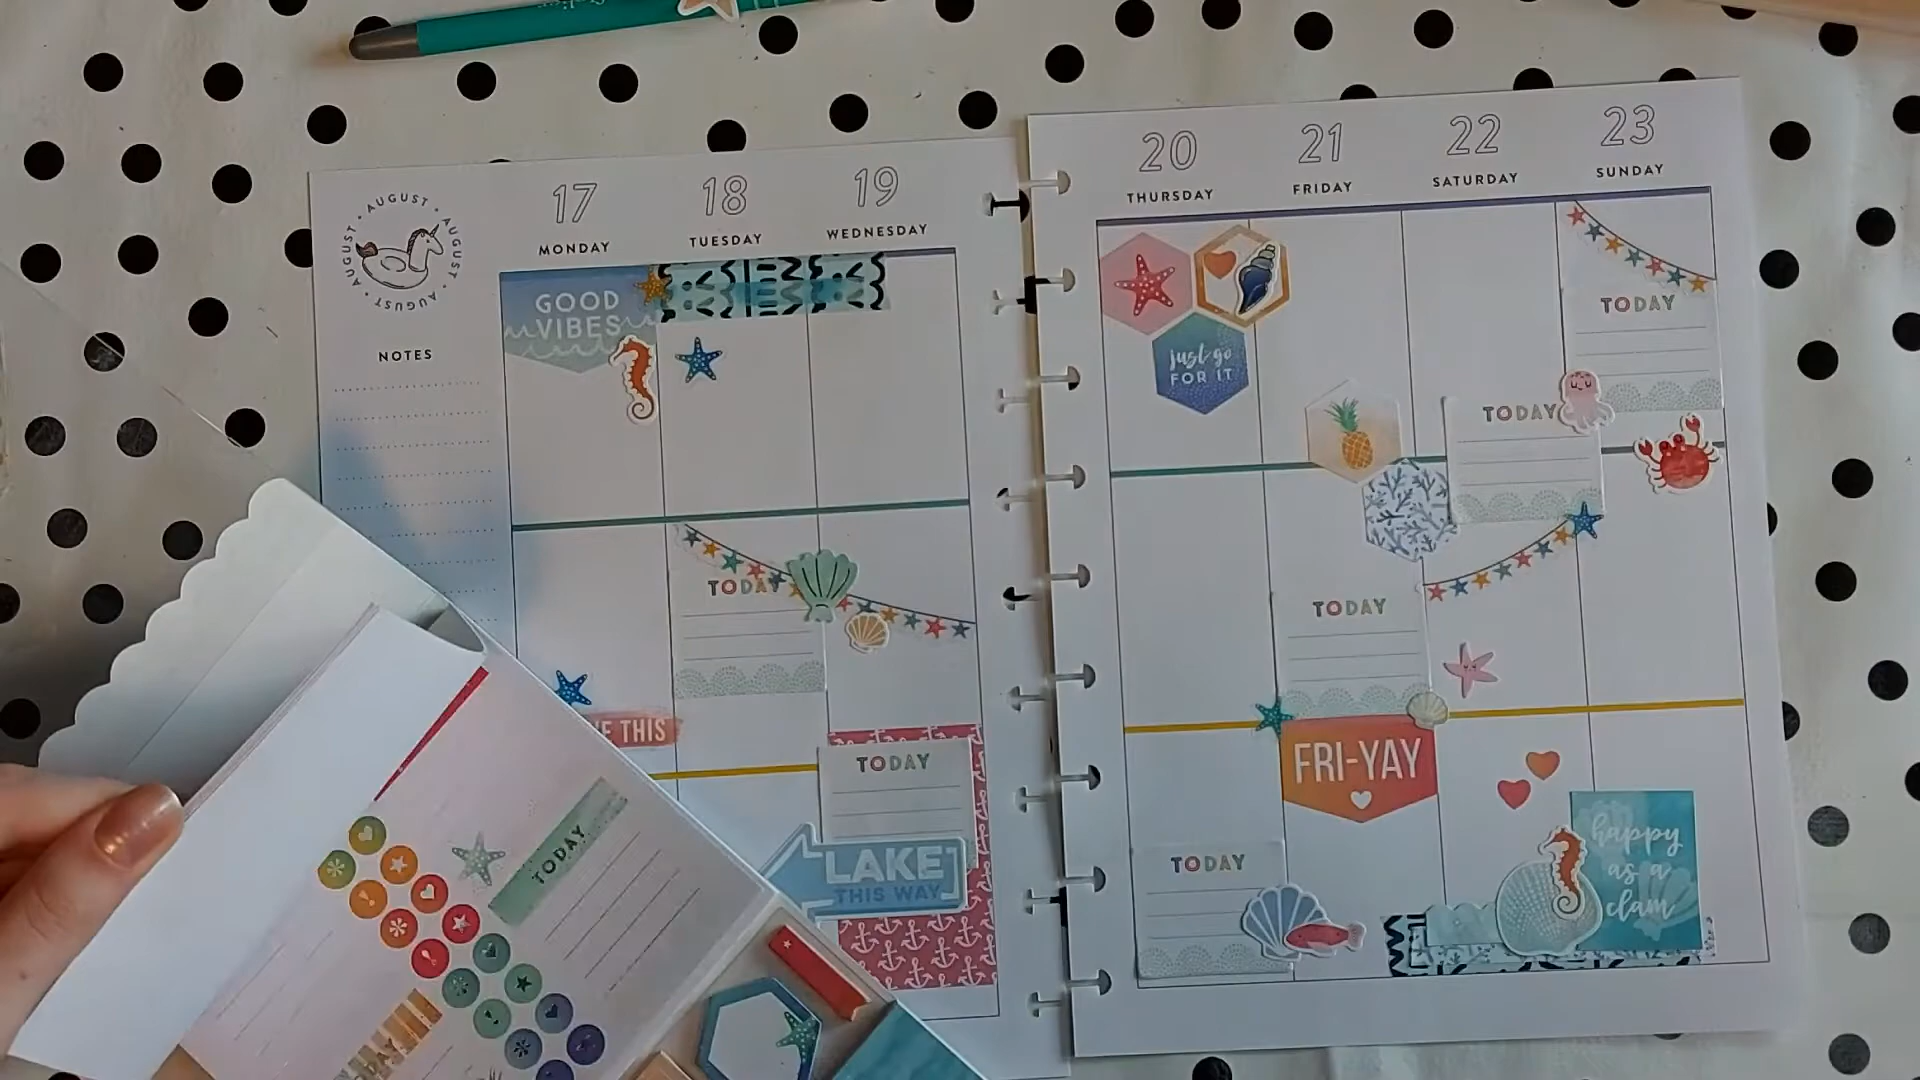 AUGUST • AUGUST • AUGUST • AUGUST
NOTES
17
MONDAY
18
TUESDAY
19
WEDNESDAY
20
THURSDAY
21
FRIDAY
22
SATURDAY
23
SUNDAY
GOOD
VIBES
TODAY
E THIS
TODAY
LAKE
THIS WAY
just go
FOR IT
TODAY
TODAY
TODAY
FRI-YAY
TODAY
happy
as a
clam
TODAY